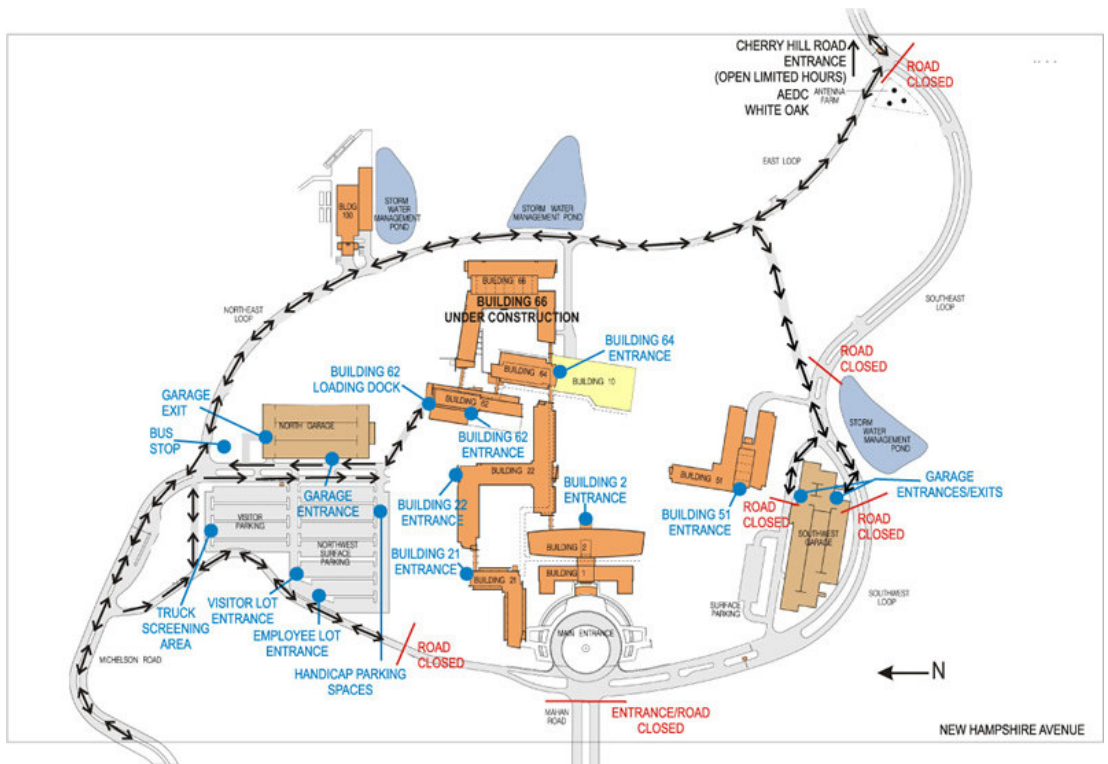 CHERRY HILL ROAD
ENTRANCE
(OPEN LIMITED HOURS)
AEDC
WHITE OAK
ROAD
CLOSED
ANTENNA
FARM
EAST LOOP
BLDG
100
STORM
WATER
MANAGEMENT
POND
STORM WATER
MANAGEMENT POND
BUILDING 66
BUILDING 66
UNDER CONSTRUCTION
NORTHEAST
LOOP
SOUTHEAST
LOOP
BUILDING 64
ENTRANCE
BUILDING 62
LOADING DOCK
64
BUILDING 10
ROAD
CLOSED
GARAGE
EXIT
BUS
STOP
NORTH GARAGE
BUILDING 62
ENTRANCE
STORM
WATER
MANAGEMENT
POND
GARAGE
ENTRANCE
BUILDING 22
BUILDING 22
ENTRANCE
BUILDING 2
ENTRANCE
BUILDING 51
BUILDING 51
ENTRANCE
ROAD
CLOSED
GARAGE
ENTRANCES/EXITS
ROAD
CLOSED
VISITOR
PARKING
NORTHWEST
SURFACE
PARKING
SOUTHWEST
GARAGE
BUILDING 2
BUILDING 1
BUILDING 21
ENTRANCE
BUILDING 21
TRUCK
SCREENING
AREA
VISITOR LOT
ENTRANCE
EMPLOYEE LOT
ENTRANCE
HANDICAP PARKING
SPACES
ROAD
CLOSED
SURFACE
PARKING
SOUTHWEST
LOOP
MAIN ENTRANCE
MICHELSON ROAD
N
MAHAN
ROAD
ENTRANCE/ROAD
CLOSED
NEW HAMPSHIRE AVENUE